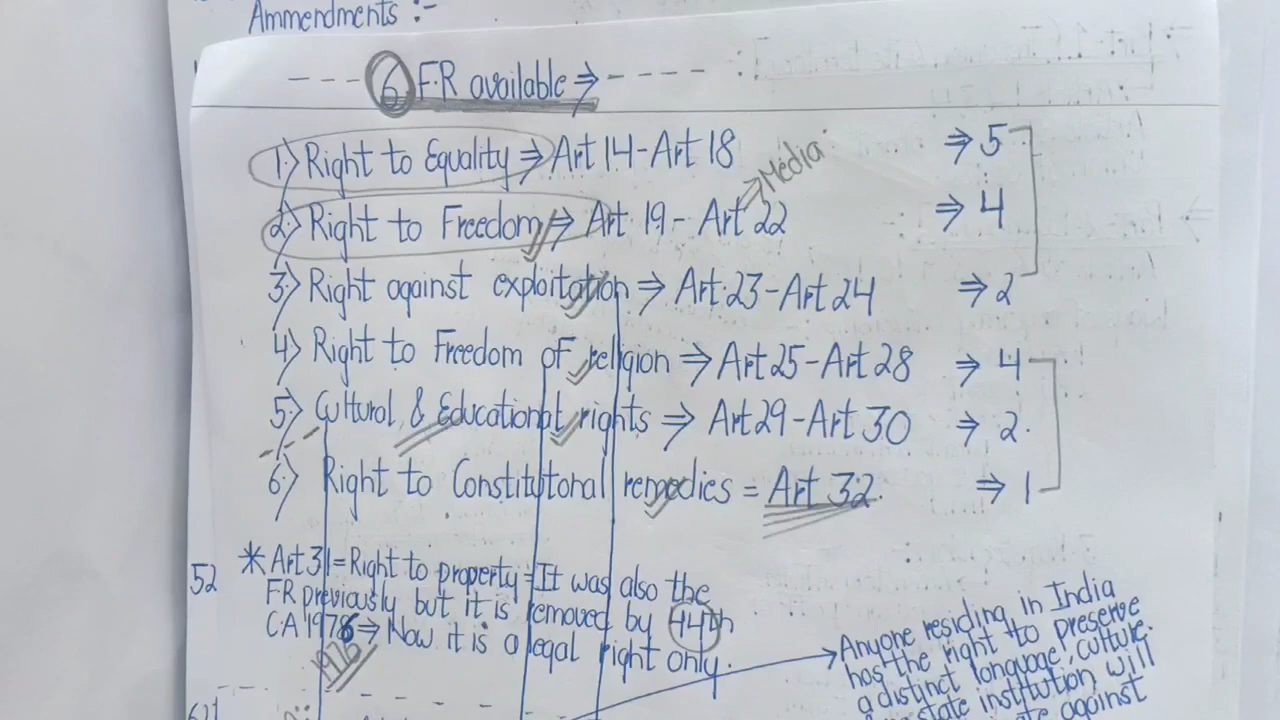 Ammendments :-
6 F.R available ⇒
1.> Right to Equality ⇒ Art 14-Art 18 ⇒ 5
Media
2.> Right to Freedom ⇒ Art 19 - Art 22 ⇒ 4
3.> Right against exploitation ⇒ Art.23-Art 24 ⇒ 2
4> Right to Freedom of religion ⇒ Art 25-Art 28 ⇒ 4
5.> Cultural & Educational rights ⇒ Art 29-Art 30 ⇒ 2.
6.> Right to Constitutonal remedies = Art 32. ⇒ 1
52
* Art 31 = Right to property = It was also the
FR previously but it is removed by 44th
C.A 1978 ⇒ Now it is a legal right only.
Anyone residing in India
has the right to preserve
a distinct language, culture.
state institution will
against